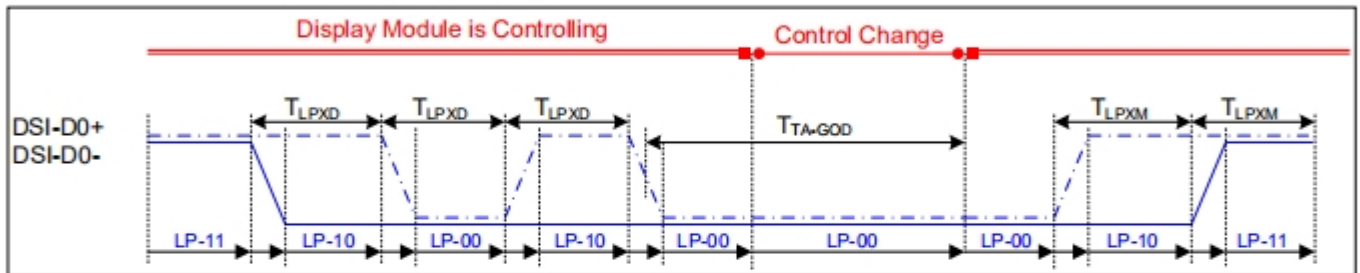 Display Module is Controlling Control Change
TLPXD TLPXD TLPXD TLPXM TLPXM
DSI-D0+ TTA-GOD
DSI-D0-
LP-11 LP-10 LP-00 LP-10 LP-00 LP-00 LP-00 LP-10 LP-11